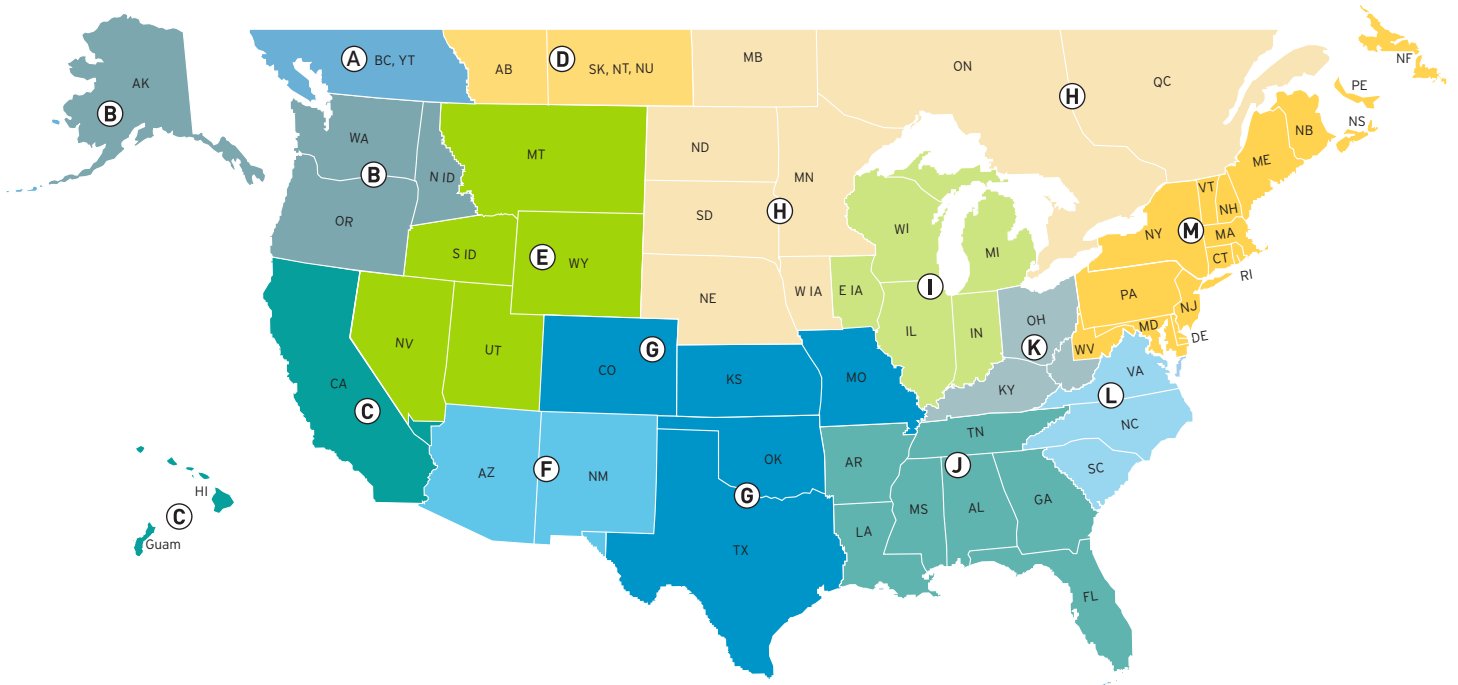 NF
A BC, YT
MB
AB
D SK, NT, NU
ON
PE
QC
AK
H
B
NS
NB
WA
ND
MT
ME
B
N ID
MN
VT
SD
H
NH
OR
WI
NY M MA
S ID
E WY
MI
CT
RI
I
W IA
E IA
NE
PA
NJ
OH
MD
IL
IN
DE
NV
UT
G
K
WV
CO
KS
MO
VA
CA
KY
L
C
NC
TN
AZ
F NM
OK
AR
J
SC
HI
G
GA
MS
AL
C
LA
Guam
TX
FL